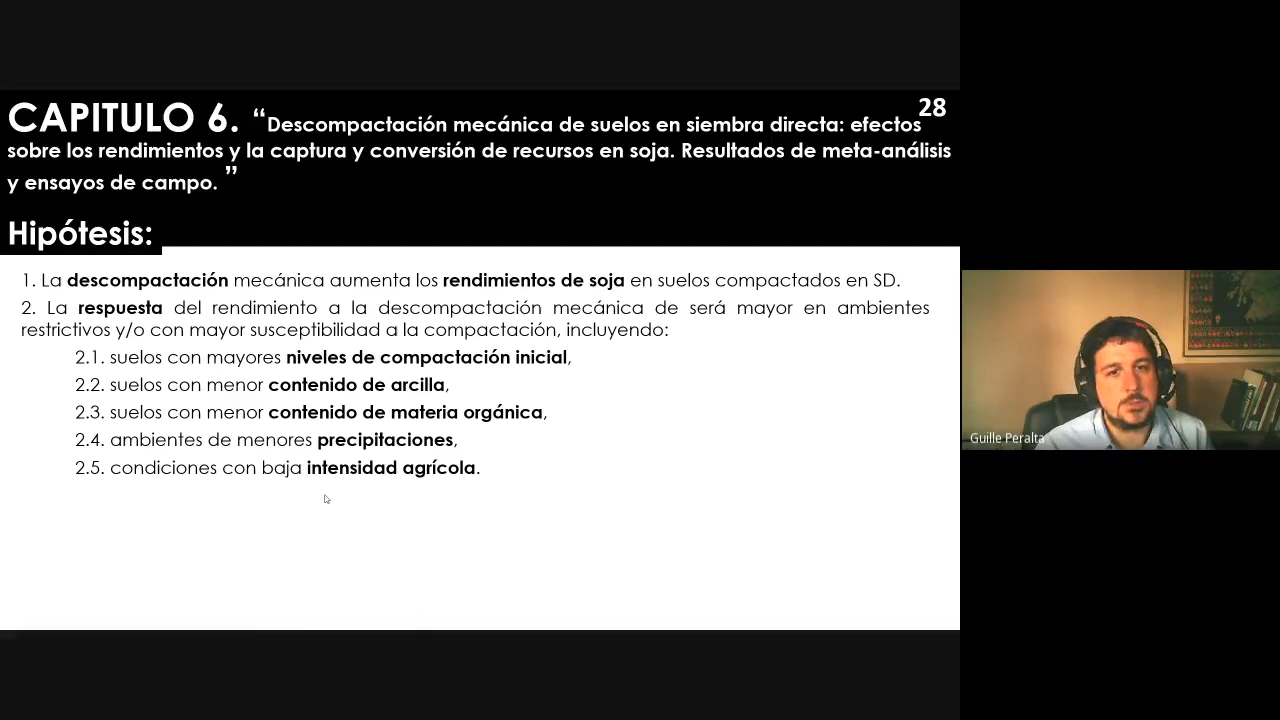 28
CAPITULO 6. “Descompactación mecánica de suelos en siembra directa: efectos
sobre los rendimientos y la captura y conversión de recursos en soja. Resultados de meta-análisis
y ensayos de campo. ”
Hipótesis:
1. La descompactación mecánica aumenta los rendimientos de soja en suelos compactados en SD.
2. La respuesta del rendimiento a la descompactación mecánica de será mayor en ambientes
restrictivos y/o con mayor susceptibilidad a la compactación, incluyendo:
2.1. suelos con mayores niveles de compactación inicial,
2.2. suelos con menor contenido de arcilla,
2.3. suelos con menor contenido de materia orgánica,
2.4. ambientes de menores precipitaciones,
2.5. condiciones con baja intensidad agrícola.
Guille Peralta